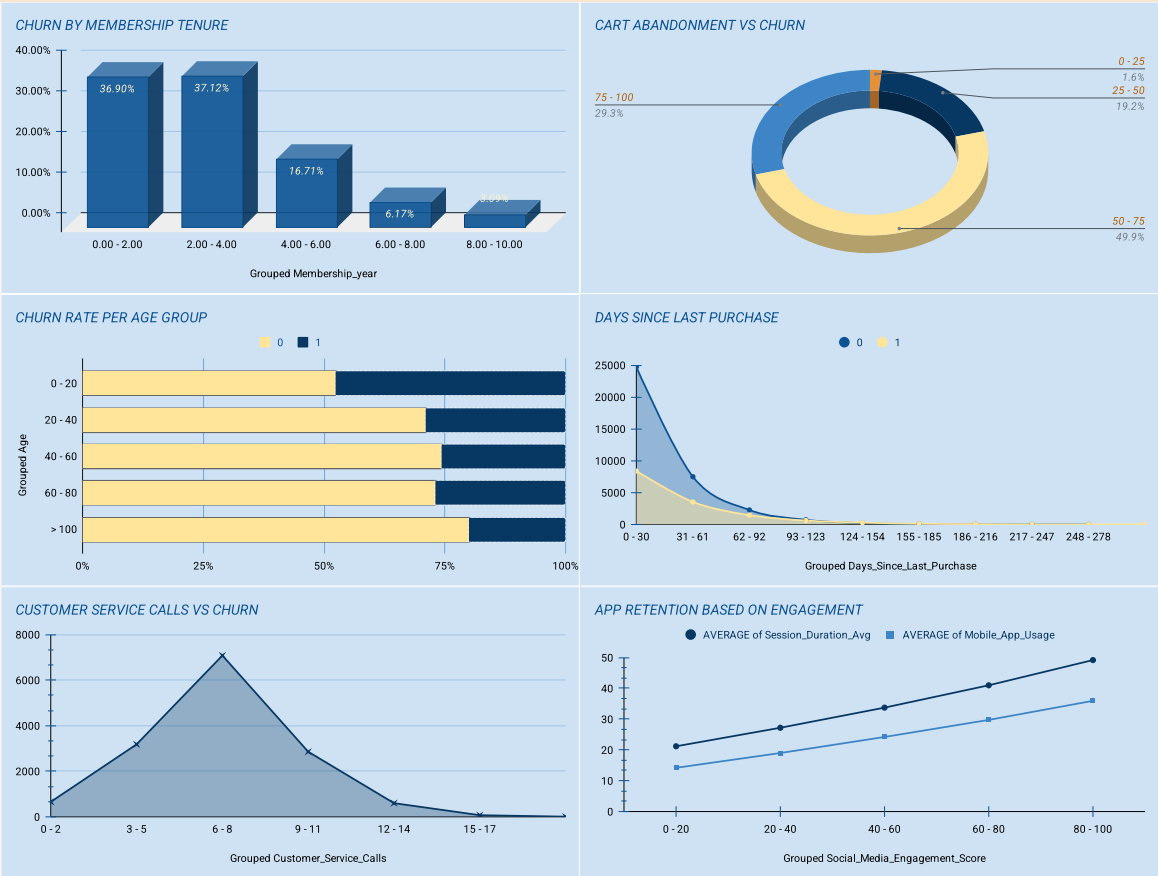 CHURN BY MEMBERSHIP TENURE
40.00%
30.00%
20.00%
10.00%
0.00%
36.90%
37.12%
16.71%
6.17%
0.00 - 2.00
2.00 - 4.00
4.00 - 6.00
6.00 - 8.00
8.00 - 10.00
Grouped Membership_year
CART ABANDONMENT VS CHURN
0 - 25
1.6%
25 - 50
19.2%
75 - 100
29.3%
50 - 75
49.9%
CHURN RATE PER AGE GROUP
0 1
Grouped Age
0 - 20
20 - 40
40 - 60
60 - 80
> 100
0% 25% 50% 75% 100%
DAYS SINCE LAST PURCHASE
0 1
25000
20000
15000
10000
5000
0
0 - 30 31 - 61 62 - 92 93 - 123 124 - 154 155 - 185 186 - 216 217 - 247 248 - 278
Grouped Days_Since_Last_Purchase
CUSTOMER SERVICE CALLS VS CHURN
8000
6000
4000
2000
0
0 - 2 3 - 5 6 - 8 9 - 11 12 - 14 15 - 17
Grouped Customer_Service_Calls
APP RETENTION BASED ON ENGAGEMENT
AVERAGE of Session_Duration_Avg AVERAGE of Mobile_App_Usage
50
40
30
20
10
0
0 - 20 20 - 40 40 - 60 60 - 80 80 - 100
Grouped Social_Media_Engagement_Score